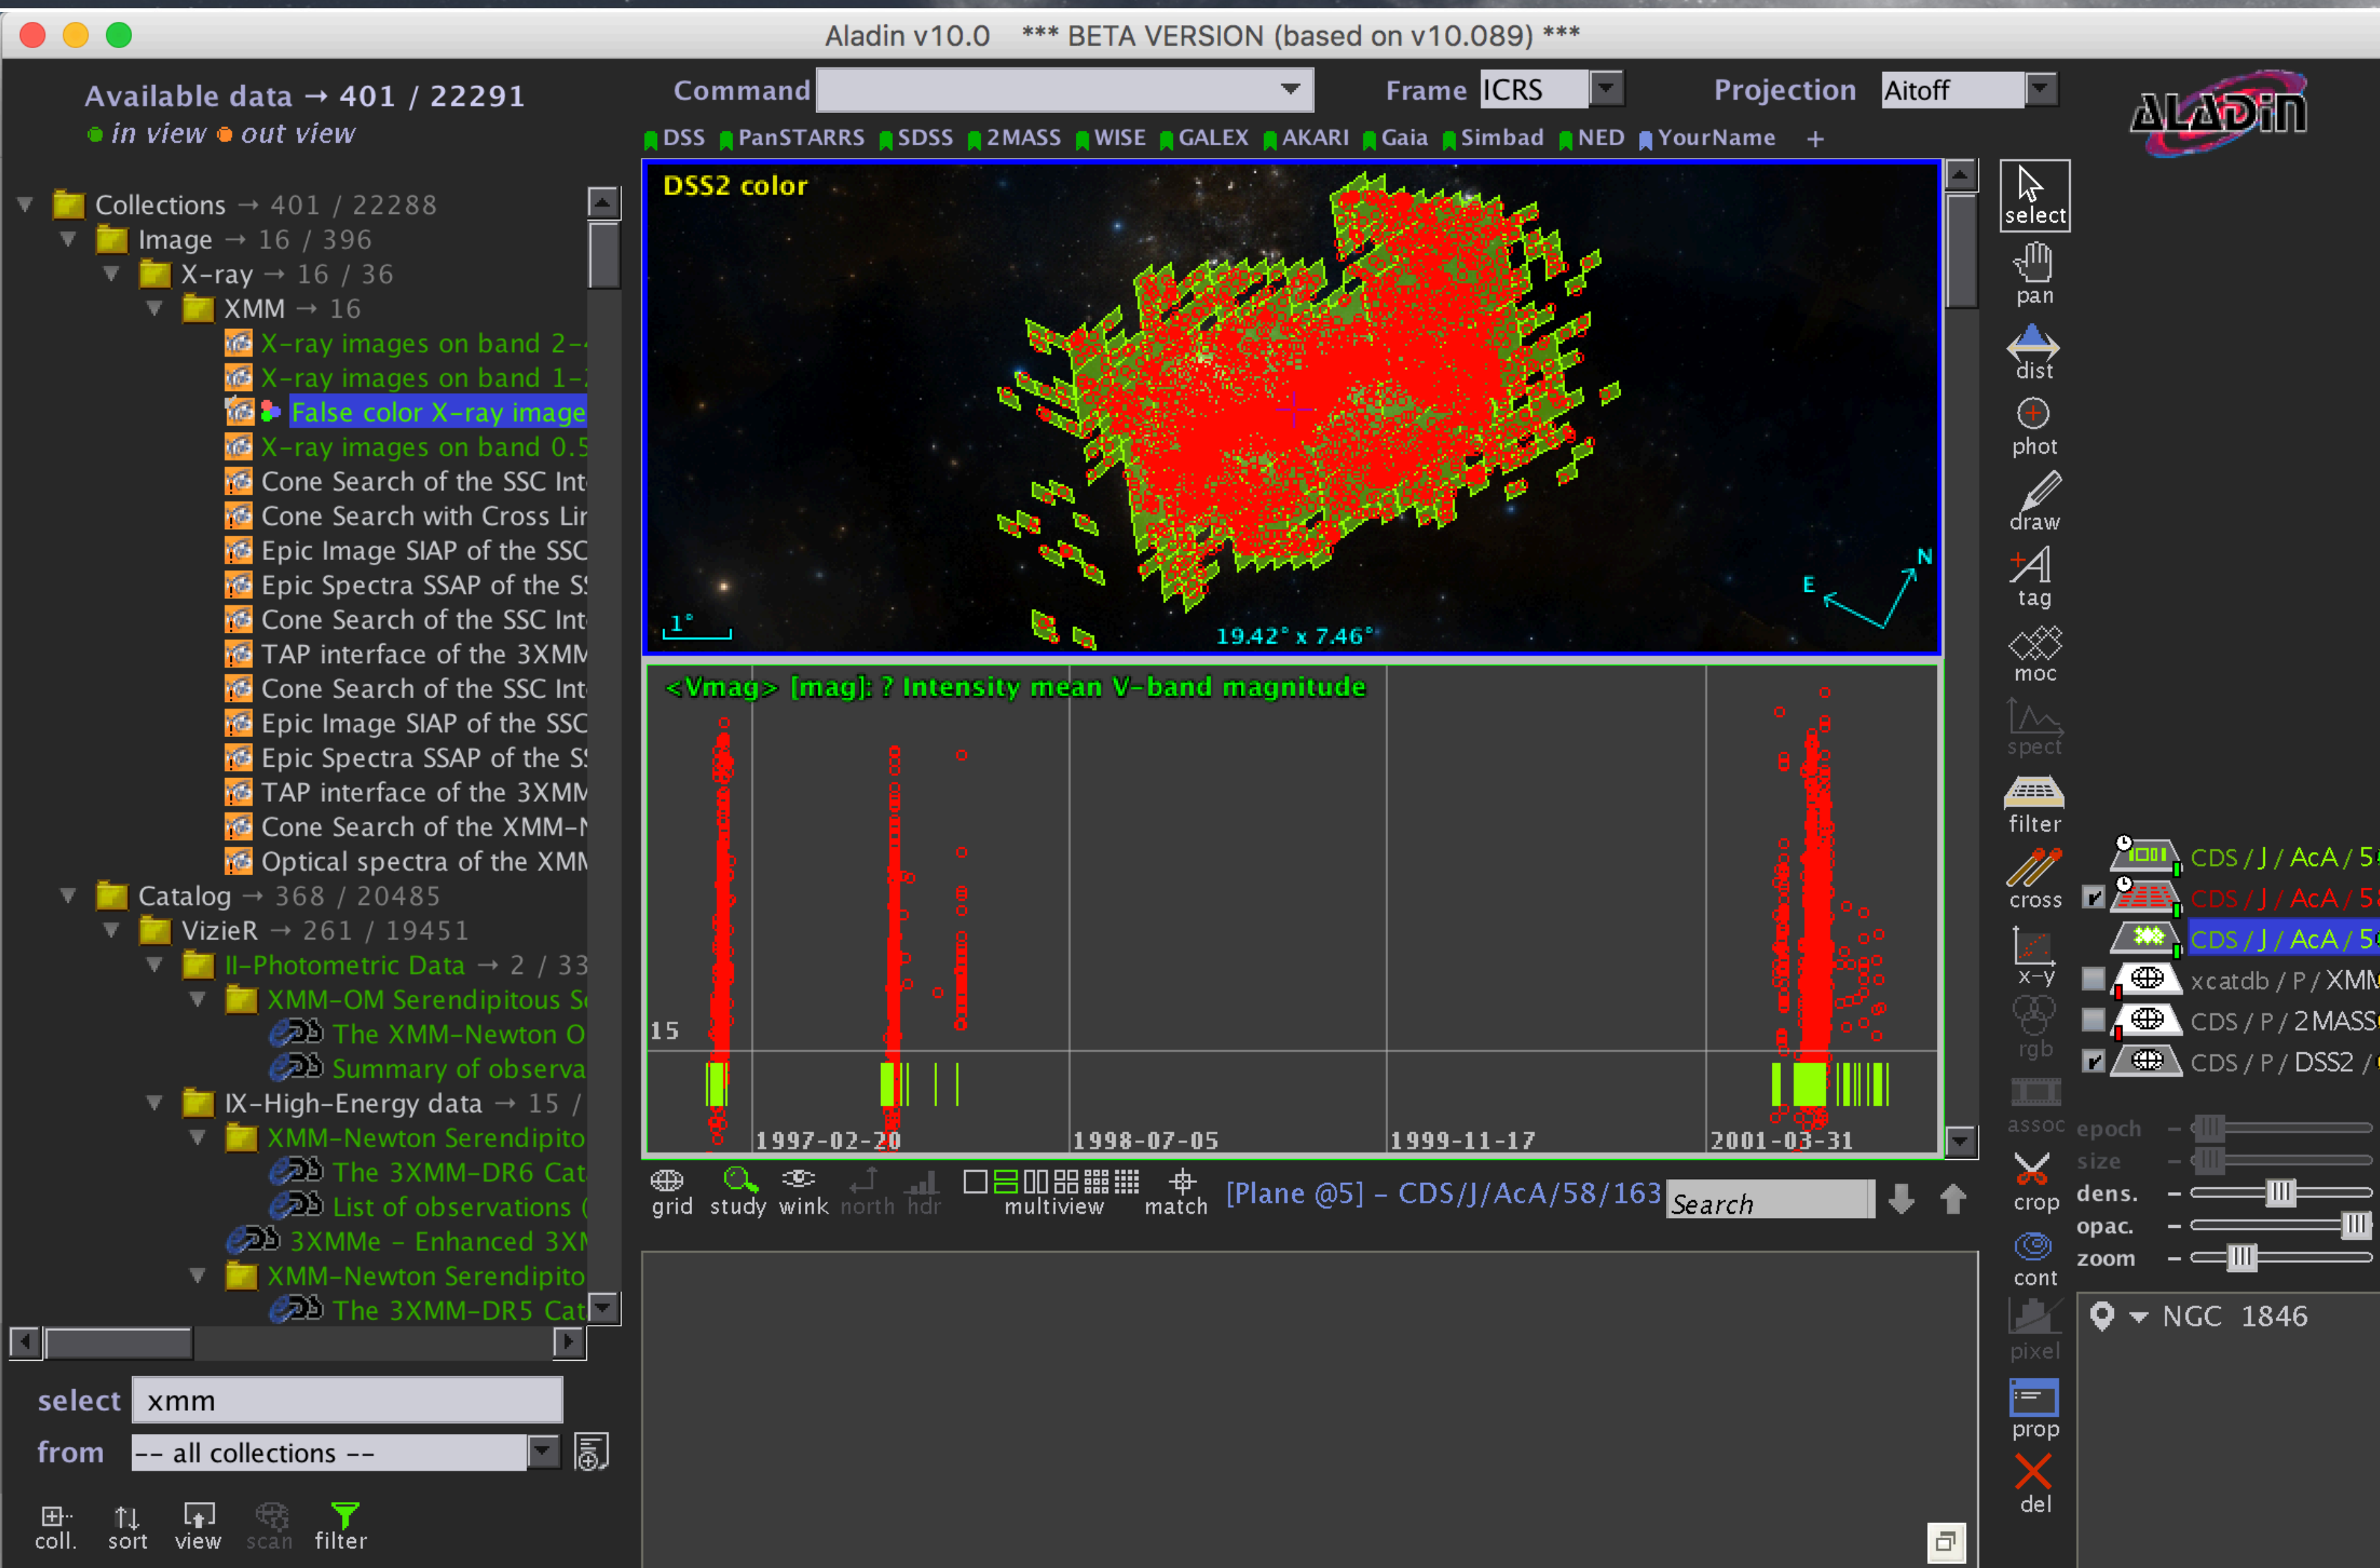 Aladin v10.0 *** BETA VERSION (based on v10.089) ***
Available data → 401 / 22291
in view out view
Command
Frame ICRS
Projection Aitoff
ALADIN
DSS PanSTARRS SDSS 2MASS WISE GALEX AKARI Gaia Simbad NED YourName +
Collections → 401 / 22288
Image → 16 / 396
X-ray → 16 / 36
XMM → 16
X-ray images on band 2-
X-ray images on band 1-
False color X-ray image
X-ray images on band 0.5
Cone Search of the SSC Int
Cone Search with Cross Lin
Epic Image SIAP of the SSC
Epic Spectra SSAP of the S
Cone Search of the SSC Int
TAP interface of the 3XMM
Cone Search of the SSC Int
Epic Image SIAP of the SSC
Epic Spectra SSAP of the S
TAP interface of the 3XMM
Cone Search of the XMM-N
Optical spectra of the XMM
Catalog → 368 / 20485
VizieR → 261 / 19451
II-Photometric Data → 2 / 33
XMM-OM Serendipitous S
The XMM-Newton O
Summary of observa
IX-High-Energy data → 15 /
XMM-Newton Serendipito
The 3XMM-DR6 Cat
List of observations (
3XMMe - Enhanced 3XM
XMM-Newton Serendipito
The 3XMM-DR5 Cat
select xmm
from -- all collections --
coll. sort view scan filter
DSS2 color
N
E
1°
19.42° x 7.46°
<Vmag> [mag]: ? Intensity mean V-band magnitude
15
1997-02-20 1998-07-05 1999-11-17 2001-03-31
grid study wink north hdr multiview match [Plane @5] - CDS/J/AcA/58/163 Search
select
pan
dist
phot
draw
tag
moc
spect
filter
cross
x-y
rgb
assoc
crop
cont
pixel
prop
del
CDS / J / AcA / 5
CDS / J / AcA / 58
CDS / J / AcA / 5
xcatdb / P / XMM
CDS / P / 2MASS
CDS / P / DSS2 /
epoch
size
dens.
opac.
zoom
NGC 1846